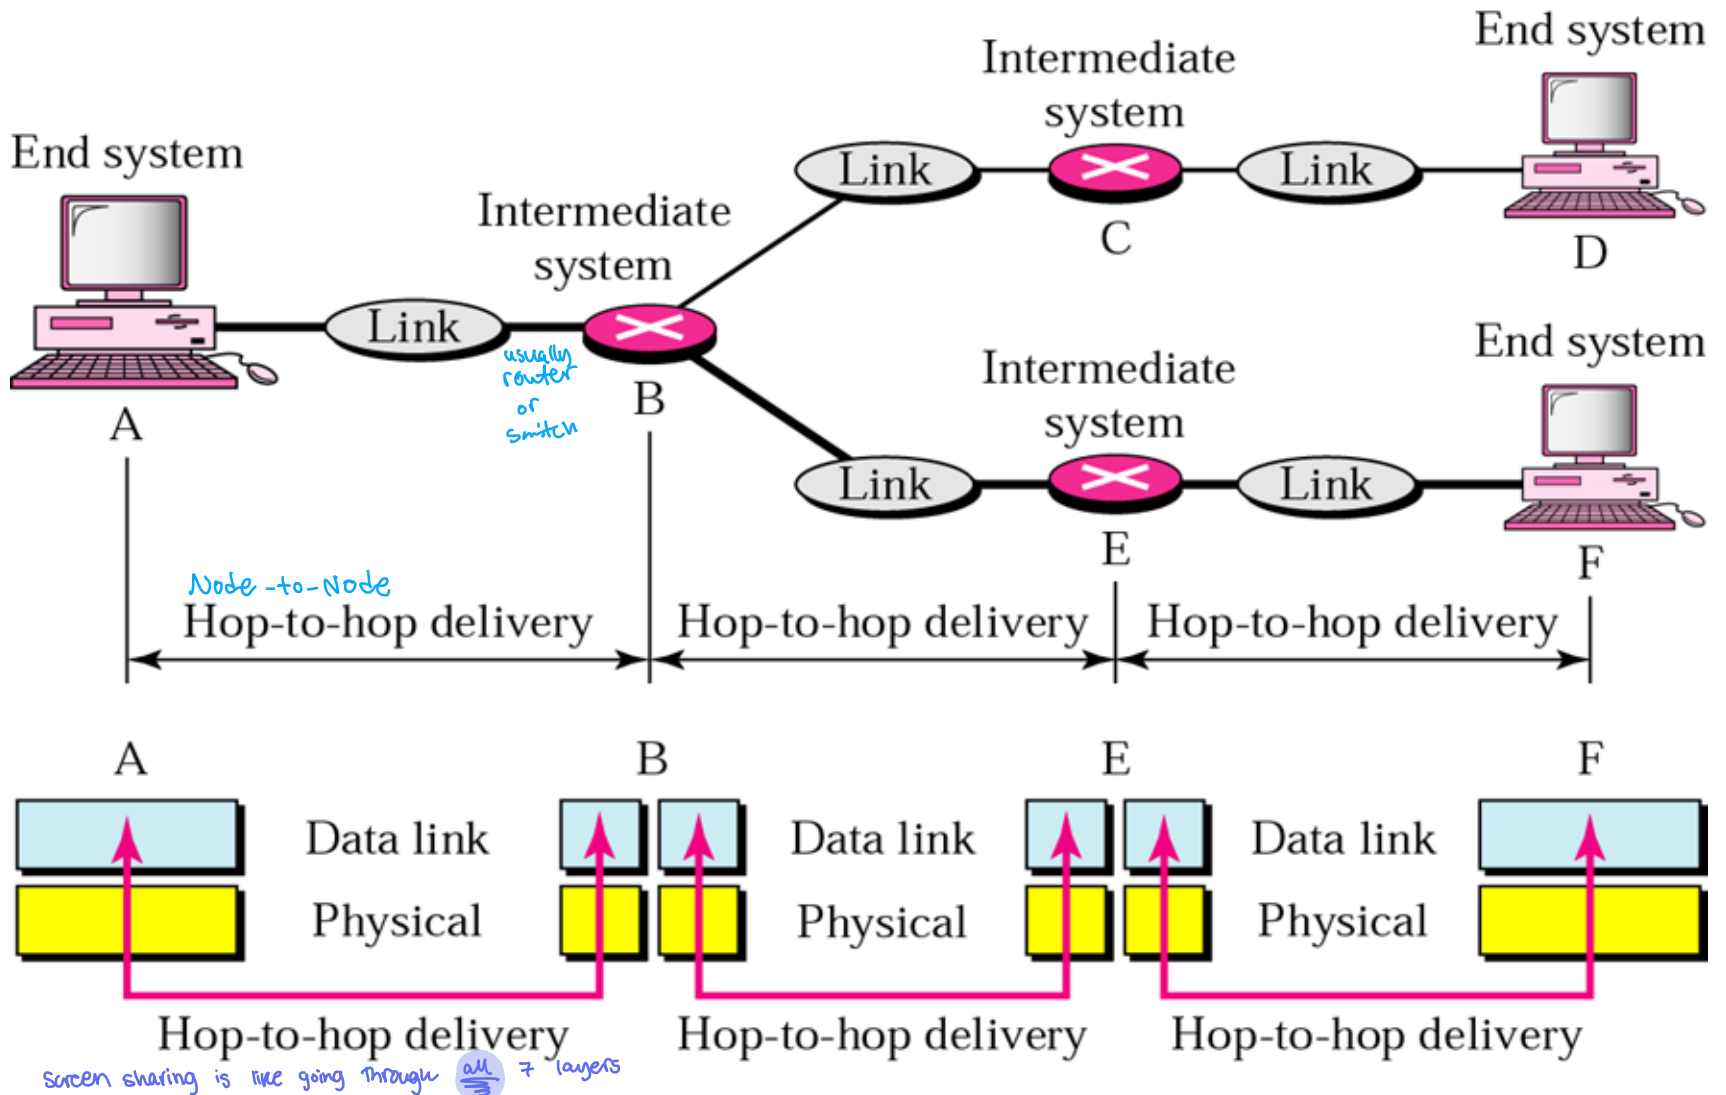 End system
Intermediate
system
End system
Link
Link
C
D
Intermediate
system
Link
usually
router
or
switch
B
A
Intermediate
system
End system
Link
Link
E
F
Node-to-Node
Hop-to-hop delivery
Hop-to-hop delivery
Hop-to-hop delivery
A
B
E
F
Data link
Data link
Data link
Physical
Physical
Physical
Hop-to-hop delivery
Hop-to-hop delivery
Hop-to-hop delivery
screen sharing is like going through all 7 layers